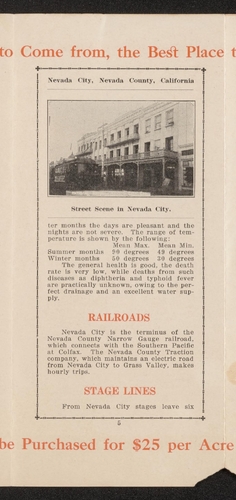 to Come from, the Best Place t
Nevada City, Nevada County, California
Street Scene in Nevada City.
ter months the days are pleasant and the
nights are not severe. The range of tem-
perature is shown by the following:
Mean Max. Mean Min.
Summer months 90 degrees 49 degrees
Winter months 50 degrees 30 degrees
The general health is good, the death
rate is very low, while deaths from such
diseases as diphtheria and typhoid fever
are practically unknown, owing to the per-
fect drainage and an excellent water sup-
ply.
RAILROADS
Nevada City is the terminus of the
Nevada County Narrow Gauge railroad,
which connects with the Southern Pacific
at Colfax. The Nevada County Traction
company, which maintains an electric road
from Nevada City to Grass Valley, makes
hourly trips.
STAGE LINES
From Nevada City stages leave six
5
be Purchased for $25 per Acre